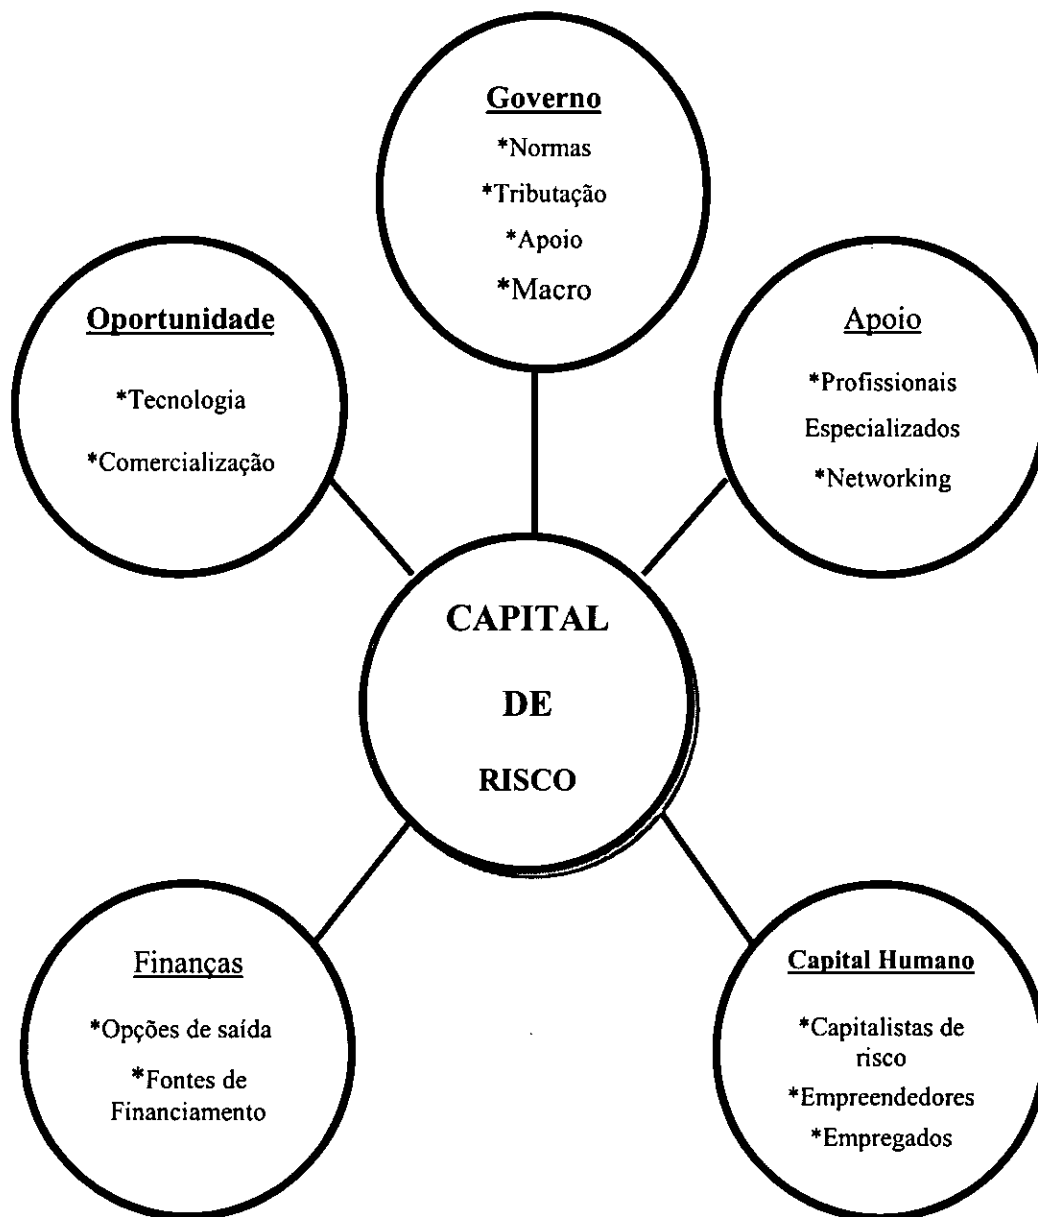 Governo
*Normas
*Tributação
*Apoio
*Macro
Oportunidade
*Tecnologia
*Comercialização
Apoio
*Profissionais
Especializados
*Networking
CAPITAL
DE
RISCO
Finanças
*Opções de saída
*Fontes de
Financiamento
Capital Humano
*Capitalistas de
risco
*Empreendedores
*Empregados